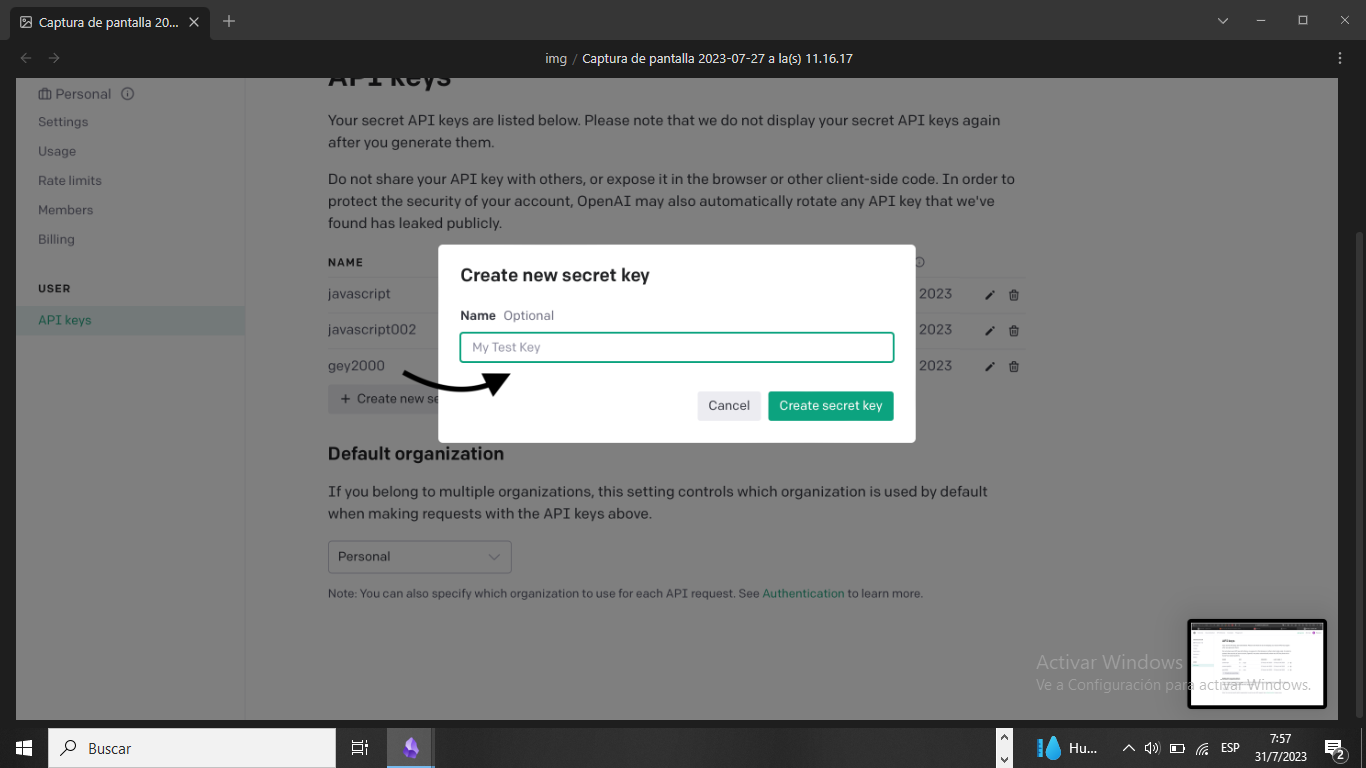 Captura de pantalla 20...
img / Captura de pantalla 2023-07-27 a la(s) 11.16.17
API keys
Personal
Settings
Usage
Rate limits
Members
Billing
USER
API keys
Your secret API keys are listed below. Please note that we do not display your secret API keys again
after you generate them.
Do not share your API key with others, or expose it in the browser or other client-side code. In order to
protect the security of your account, OpenAI may also automatically rotate any API key that we've
found has leaked publicly.
NAME
javascript 2023
javascript002 2023
gey2000 2023
+ Create new se
Create new secret key
Name Optional
My Test Key
Cancel Create secret key
Default organization
If you belong to multiple organizations, this setting controls which organization is used by default
when making requests with the API keys above.
Personal
Note: You can also specify which organization to use for each API request. See Authentication to learn more.
Activar Windows
Ve a Configuración para activar Windows.
Buscar
Hu...
ESP
7:57
31/7/2023
2